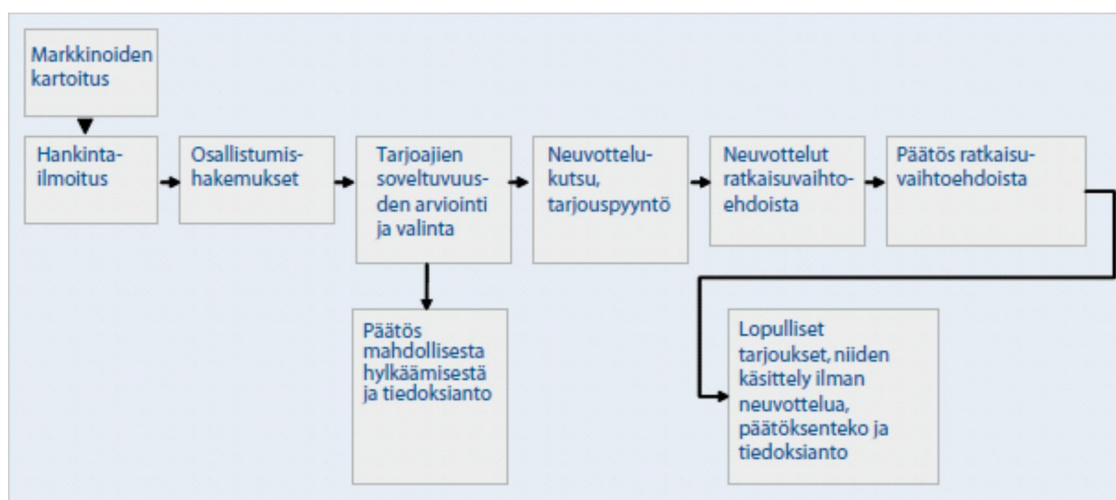 Markkinoiden
kartoitus
Hankinta-
ilmoitus
Osallistumis-
hakemukset
Tarjoajien
soveltuvuus-
den arviointi
ja valinta
Neuvottelu-
kutsu,
tarjouspyyntö
Neuvottelut
ratkaisuvaihto-
ehdoista
Päätös ratkaisu-
vaihtoehdoista
Päätös
mahdollisesta
hylkäämisestä
ja tiedoksianto
Lopulliset
tarjoukset, niiden
käsittely ilman
neuvottelua,
päätöksenteko ja
tiedoksianto